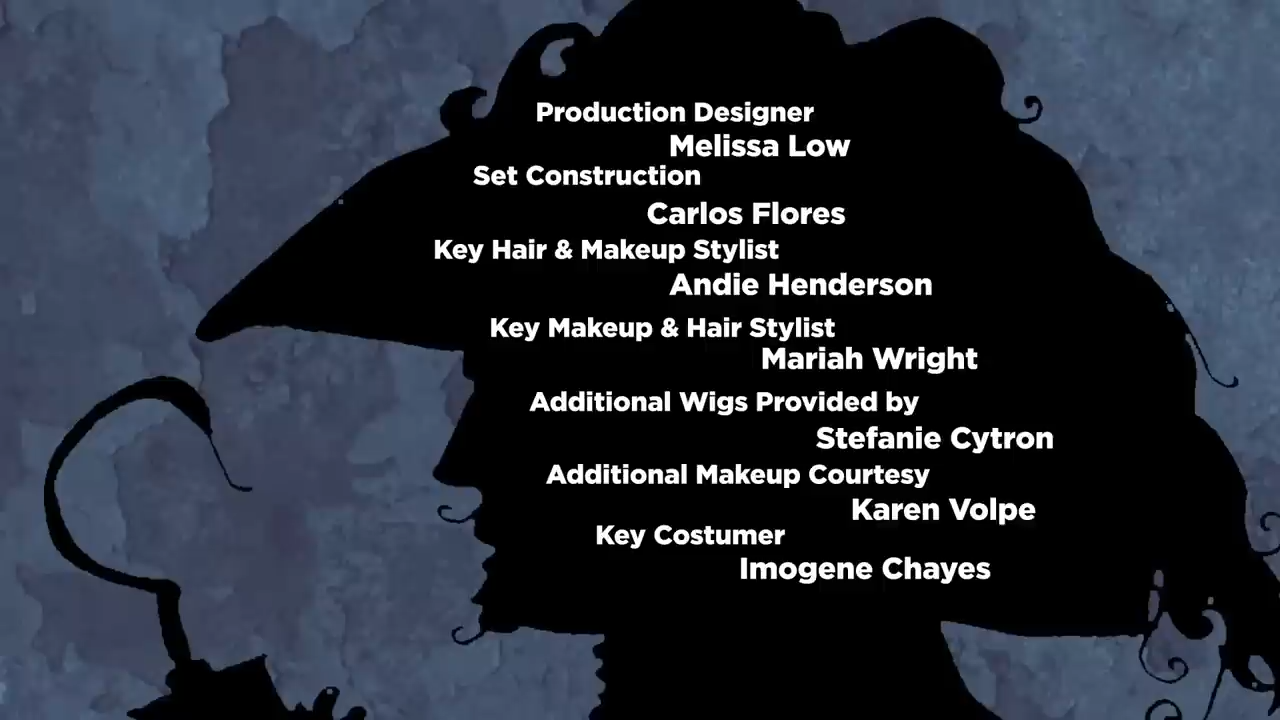 Production Designer
Melissa Low
Set Construction
Carlos Flores
Key Hair & Makeup Stylist
Andie Henderson
Key Makeup & Hair Stylist
Mariah Wright
Additional Wigs Provided by
Stefanie Cytron
Additional Makeup Courtesy
Karen Volpe
Key Costumer
Imogene Chayes